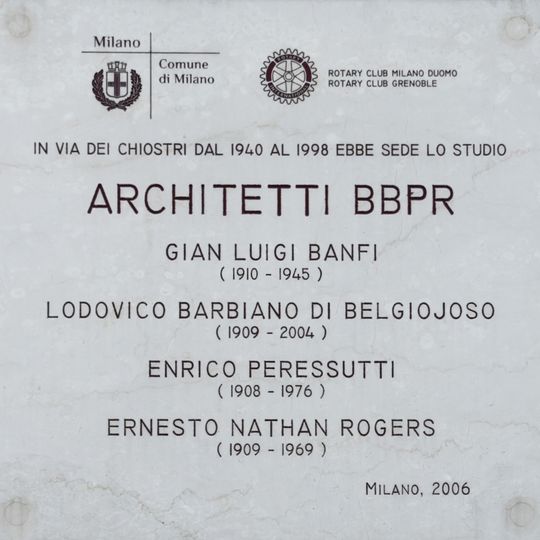 Milano
Comune
di Milano
ROTARY CLUB MILANO DUOMO
ROTARY CLUB GRENOBLE
IN VIA DEI CHIOSTRI DAL 1940 AL 1998 EBBE SEDE LO STUDIO
ARCHITETTI BBPR
GIAN LUIGI BANFI
( 1910 - 1945 )
LODOVICO BARBIANO DI BELGIOJOSO
( 1909 - 2004 )
ENRICO PERESSUTTI
( 1908 - 1976 )
ERNESTO NATHAN ROGERS
( 1909 - 1969 )
MILANO, 2006